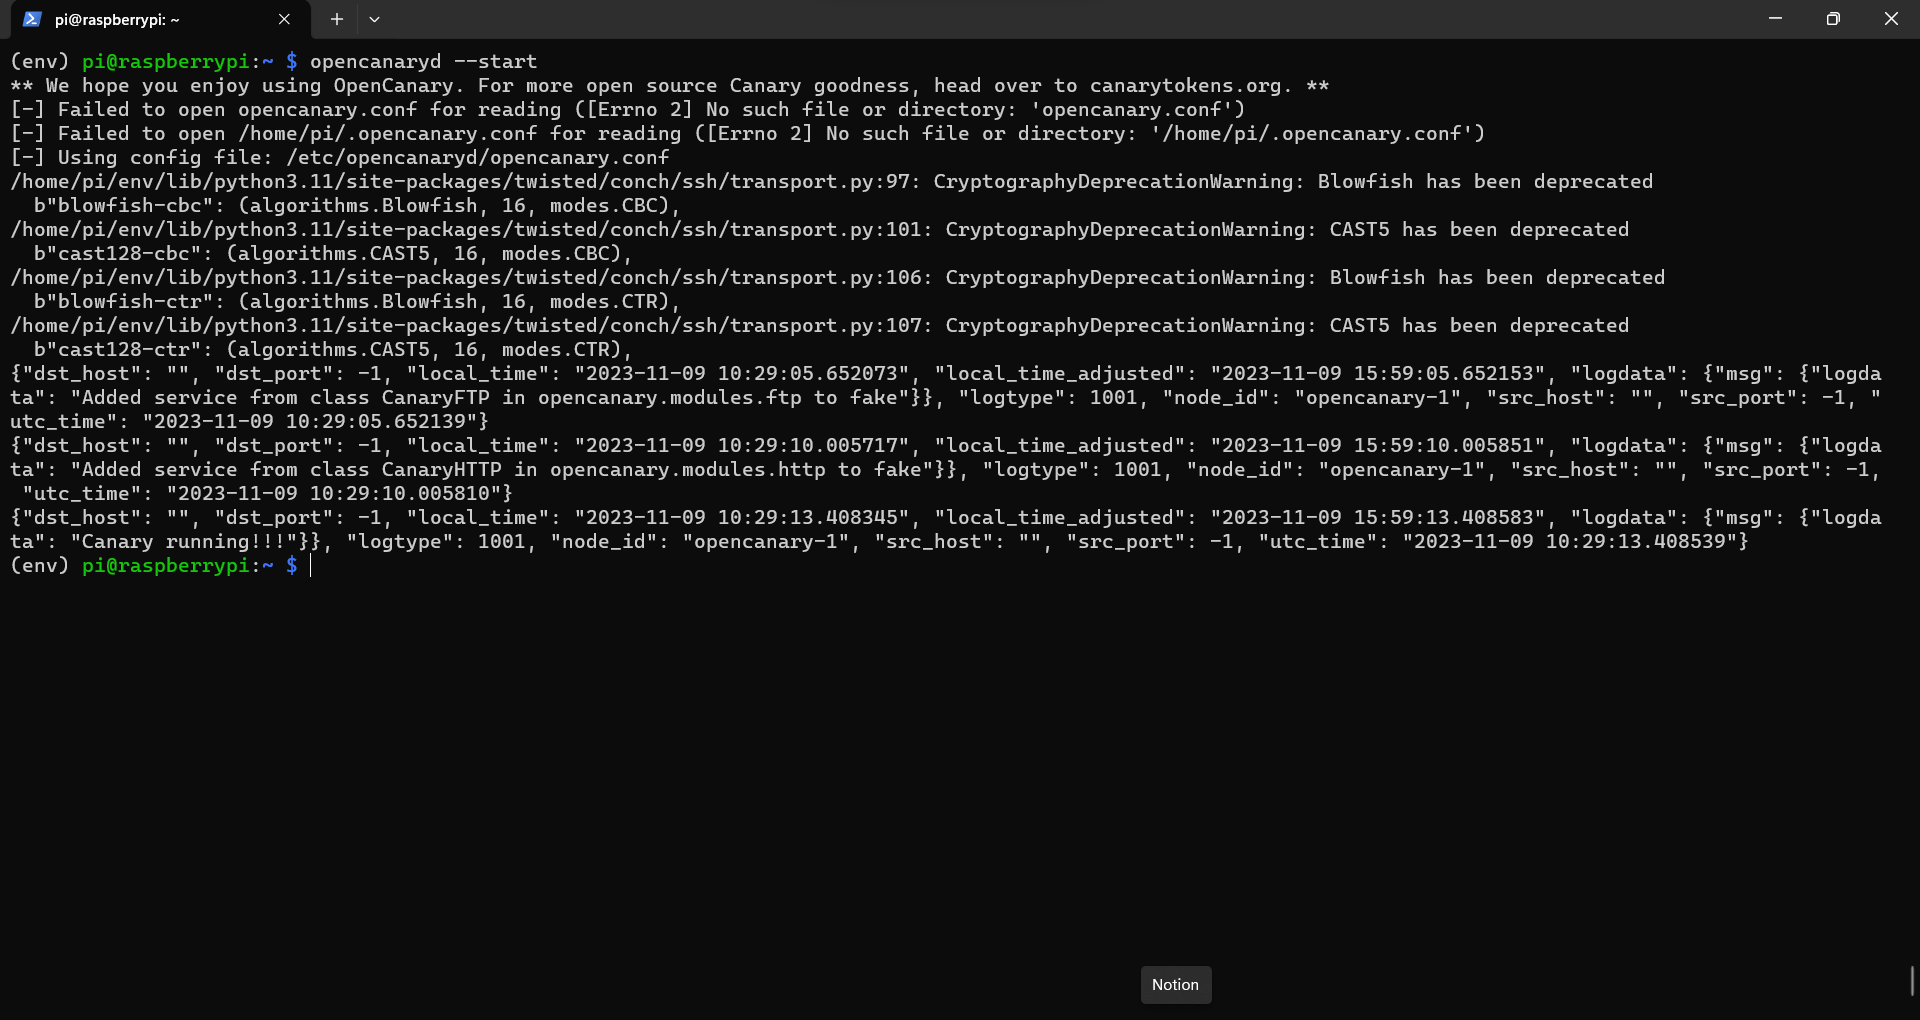 pi@raspberrypi: ~
(env) pi@raspberrypi:~ $ opencanaryd --start
** We hope you enjoy using OpenCanary. For more open source Canary goodness, head over to canarytokens.org. **
[-] Failed to open opencanary.conf for reading ([Errno 2] No such file or directory: 'opencanary.conf')
[-] Failed to open /home/pi/.opencanary.conf for reading ([Errno 2] No such file or directory: '/home/pi/.opencanary.conf')
[-] Using config file: /etc/opencanaryd/opencanary.conf
/home/pi/env/lib/python3.11/site-packages/twisted/conch/ssh/transport.py:97: CryptographyDeprecationWarning: Blowfish has been deprecated
  b"blowfish-cbc": (algorithms.Blowfish, 16, modes.CBC),
/home/pi/env/lib/python3.11/site-packages/twisted/conch/ssh/transport.py:101: CryptographyDeprecationWarning: CAST5 has been deprecated
  b"cast128-cbc": (algorithms.CAST5, 16, modes.CBC),
/home/pi/env/lib/python3.11/site-packages/twisted/conch/ssh/transport.py:106: CryptographyDeprecationWarning: Blowfish has been deprecated
  b"blowfish-ctr": (algorithms.Blowfish, 16, modes.CTR),
/home/pi/env/lib/python3.11/site-packages/twisted/conch/ssh/transport.py:107: CryptographyDeprecationWarning: CAST5 has been deprecated
  b"cast128-ctr": (algorithms.CAST5, 16, modes.CTR),
{"dst_host": "", "dst_port": -1, "local_time": "2023-11-09 10:29:05.652073", "local_time_adjusted": "2023-11-09 15:59:05.652153", "logdata": {"msg": {"logda
ta": "Added service from class CanaryFTP in opencanary.modules.ftp to fake"}}, "logtype": 1001, "node_id": "opencanary-1", "src_host": "", "src_port": -1, "
utc_time": "2023-11-09 10:29:05.652139"}
{"dst_host": "", "dst_port": -1, "local_time": "2023-11-09 10:29:10.005717", "local_time_adjusted": "2023-11-09 15:59:10.005851", "logdata": {"msg": {"logda
ta": "Added service from class CanaryHTTP in opencanary.modules.http to fake"}}, "logtype": 1001, "node_id": "opencanary-1", "src_host": "", "src_port": -1,
 "utc_time": "2023-11-09 10:29:10.005810"}
{"dst_host": "", "dst_port": -1, "local_time": "2023-11-09 10:29:13.408345", "local_time_adjusted": "2023-11-09 15:59:13.408583", "logdata": {"msg": {"logda
ta": "Canary running!!!"}}, "logtype": 1001, "node_id": "opencanary-1", "src_host": "", "src_port": -1, "utc_time": "2023-11-09 10:29:13.408539"}
(env) pi@raspberrypi:~ $
Notion